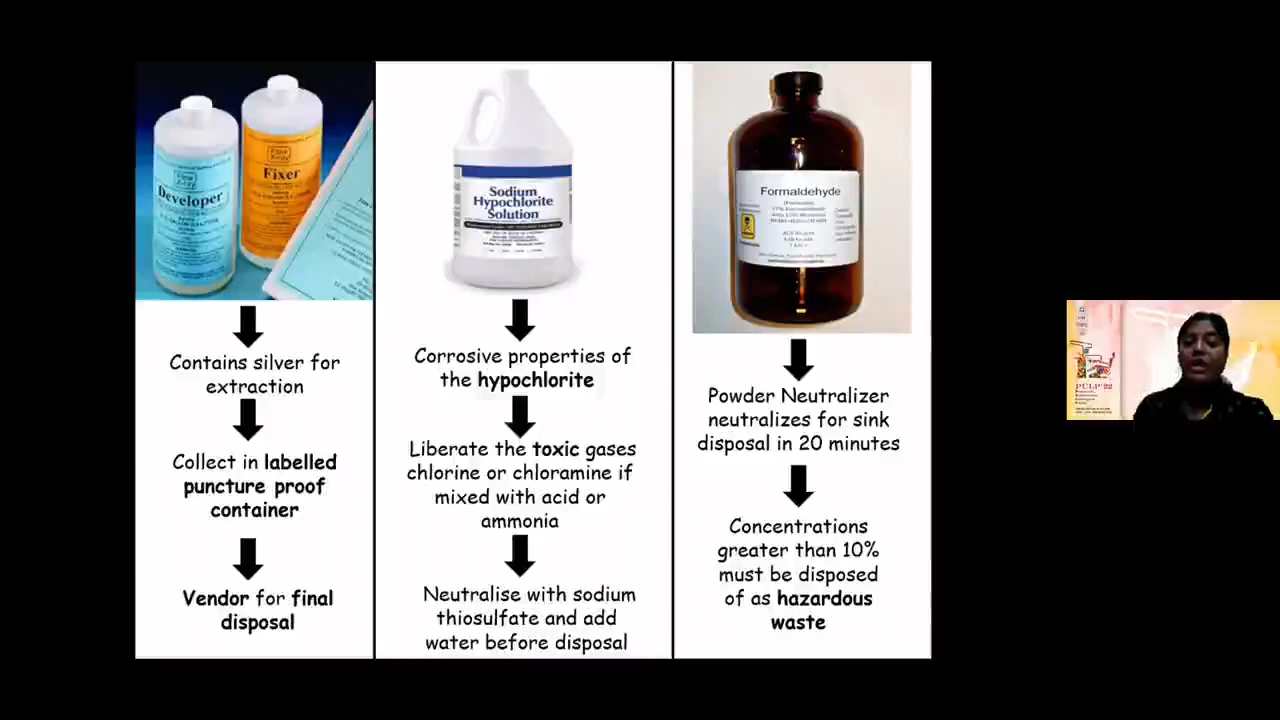 Developer
Fixer
Contains silver for
extraction
Collect in labelled
puncture proof
container
Vendor for final
disposal
Sodium
Hypochlorite
Solution
Corrosive properties of
the hypochlorite
Liberate the toxic gases
chlorine or chloramine if
mixed with acid or
ammonia
Neutralise with sodium
thiosulfate and add
water before disposal
Formaldehyde
Powder Neutralizer
neutralizes for sink
disposal in 20 minutes
Concentrations
greater than 10%
must be disposed
of as hazardous
waste
PULP'22